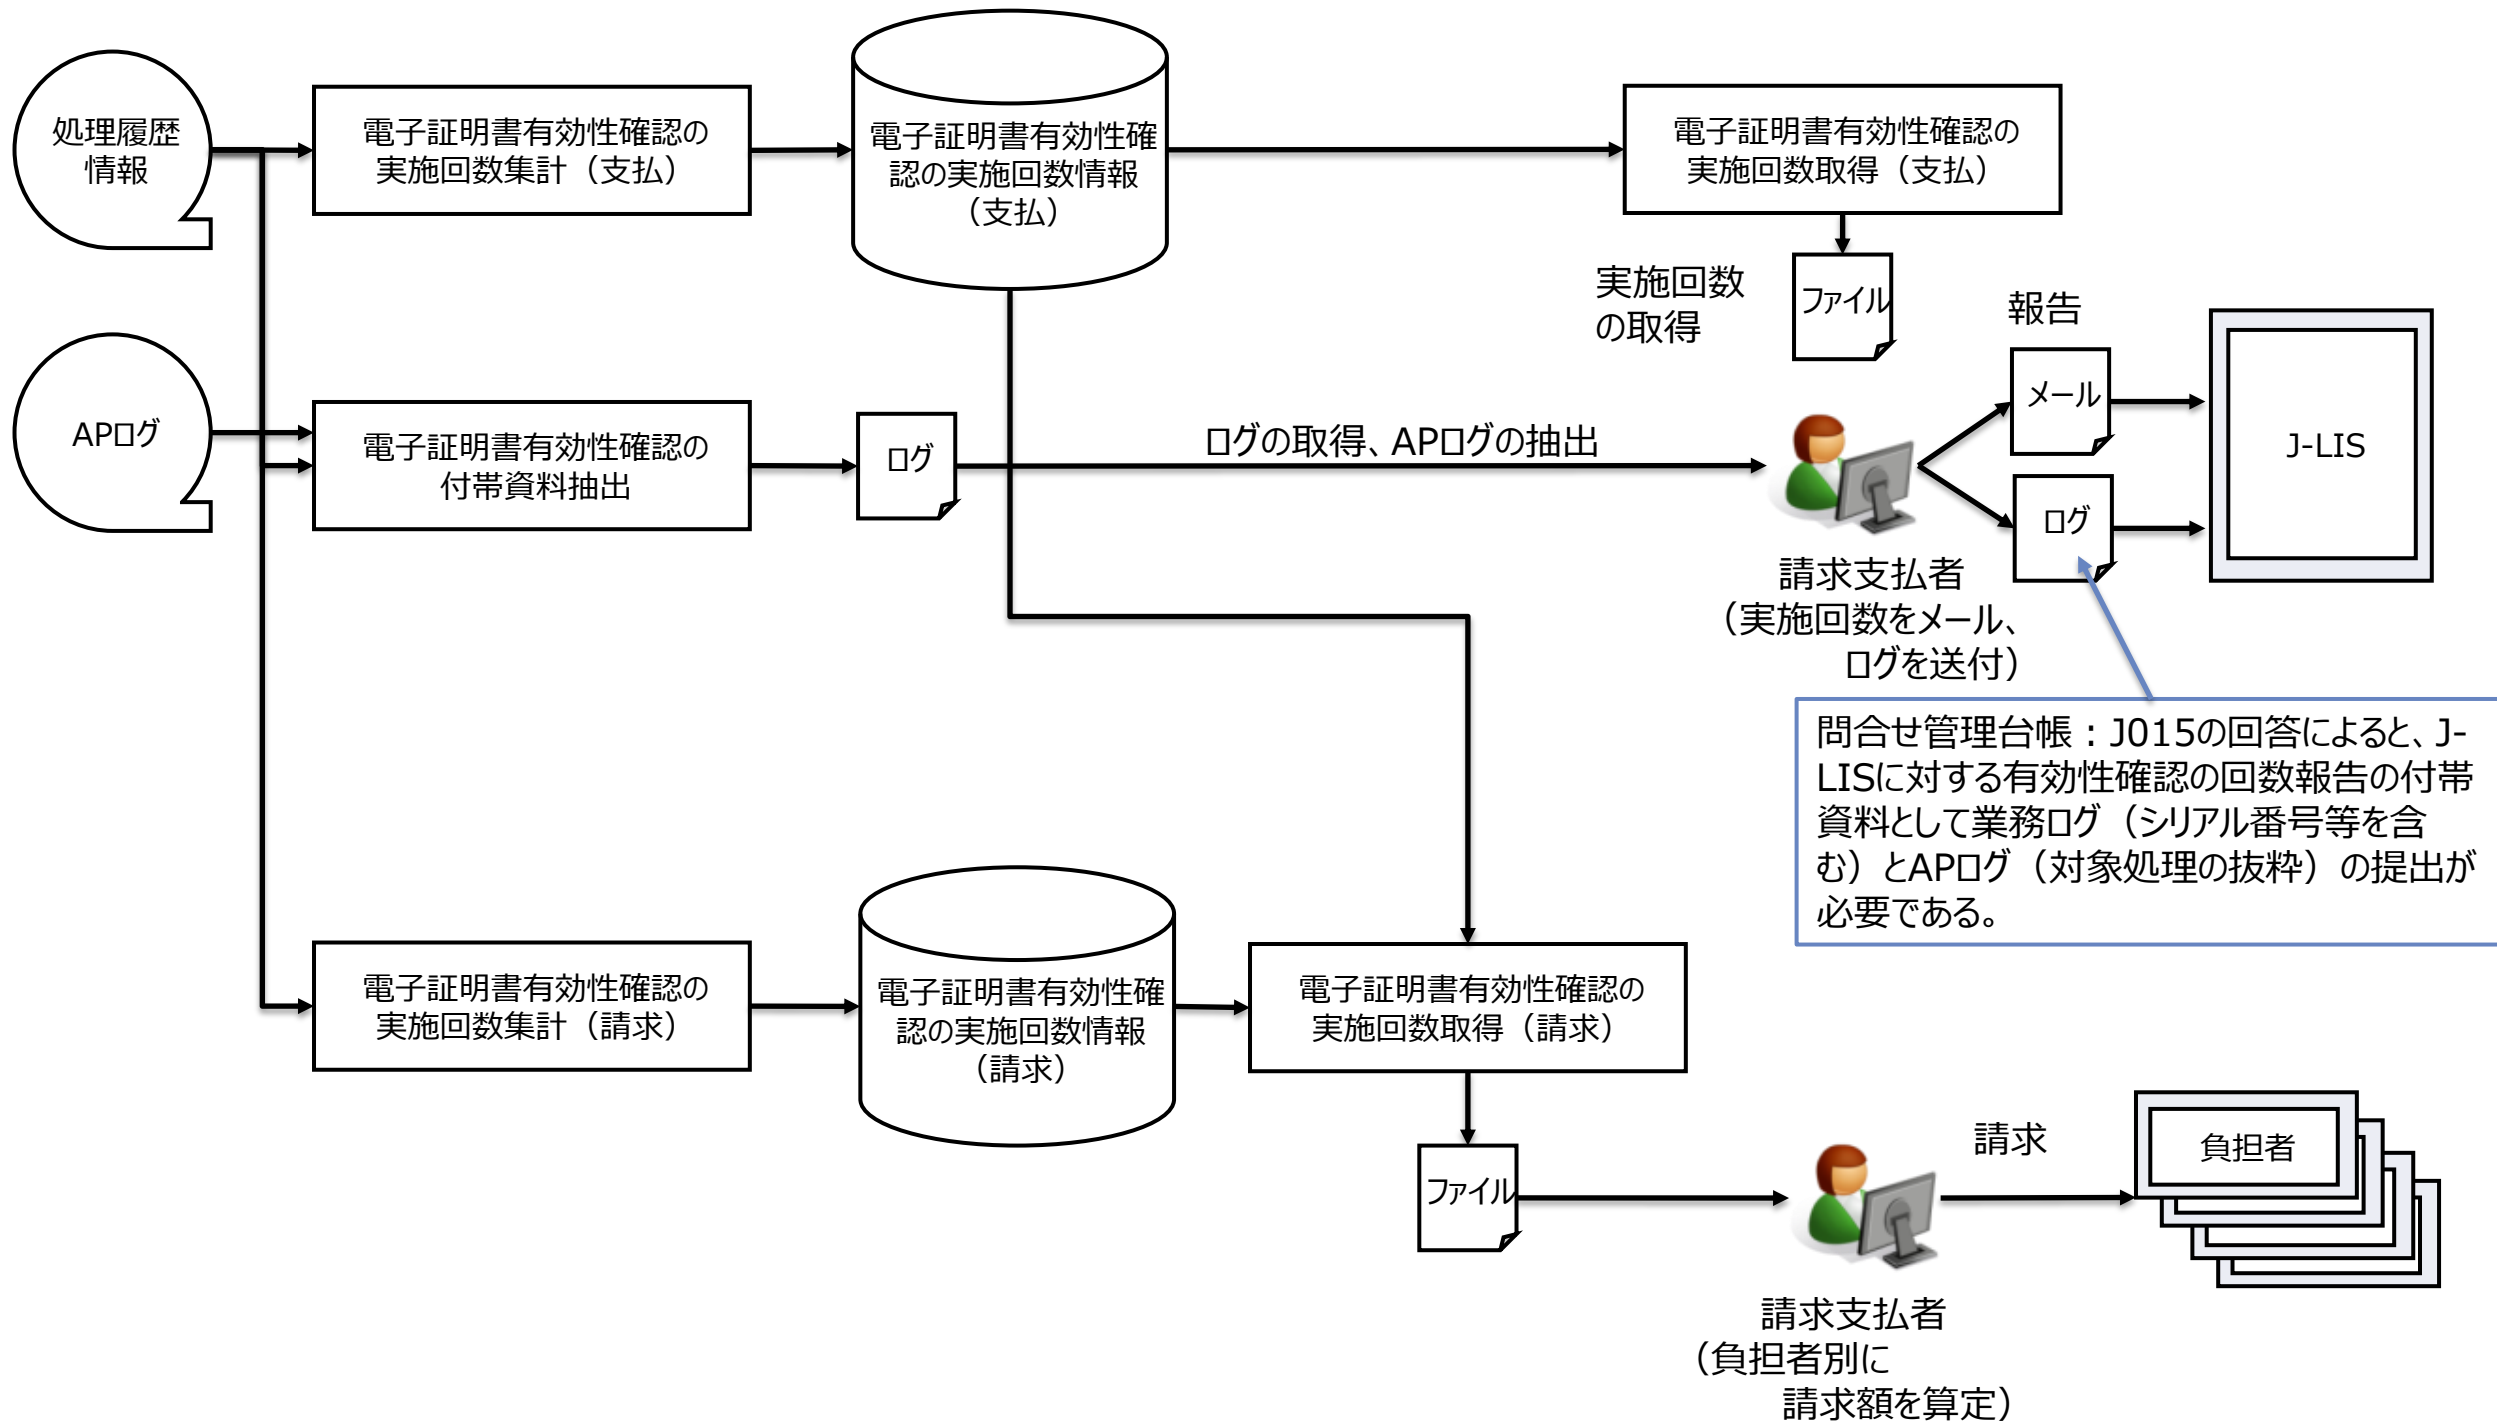 処理履歴
情報
電子証明書有効性確認の
実施回数集計（支払）
電子証明書有効性確
認の実施回数情報
（支払）
電子証明書有効性確認の
実施回数取得（支払）
実施回数
の取得
ファイル
報告
メール
J-LIS
APログ
電子証明書有効性確認の
付帯資料抽出
ログ
ログの取得、APログの抽出
ログ
請求支払者
（実施回数をメール、
ログを送付）
問合せ管理台帳：J015の回答によると、J-
LISに対する有効性確認の回数報告の付帯
資料として業務ログ（シリアル番号等を含
む）とAPログ（対象処理の抜粋）の提出が
必要である。
電子証明書有効性確認の
実施回数集計（請求）
電子証明書有効性確
認の実施回数情報
（請求）
電子証明書有効性確認の
実施回数取得（請求）
ファイル
請求
負担者
請求支払者
（負担者別に
請求額を算定）